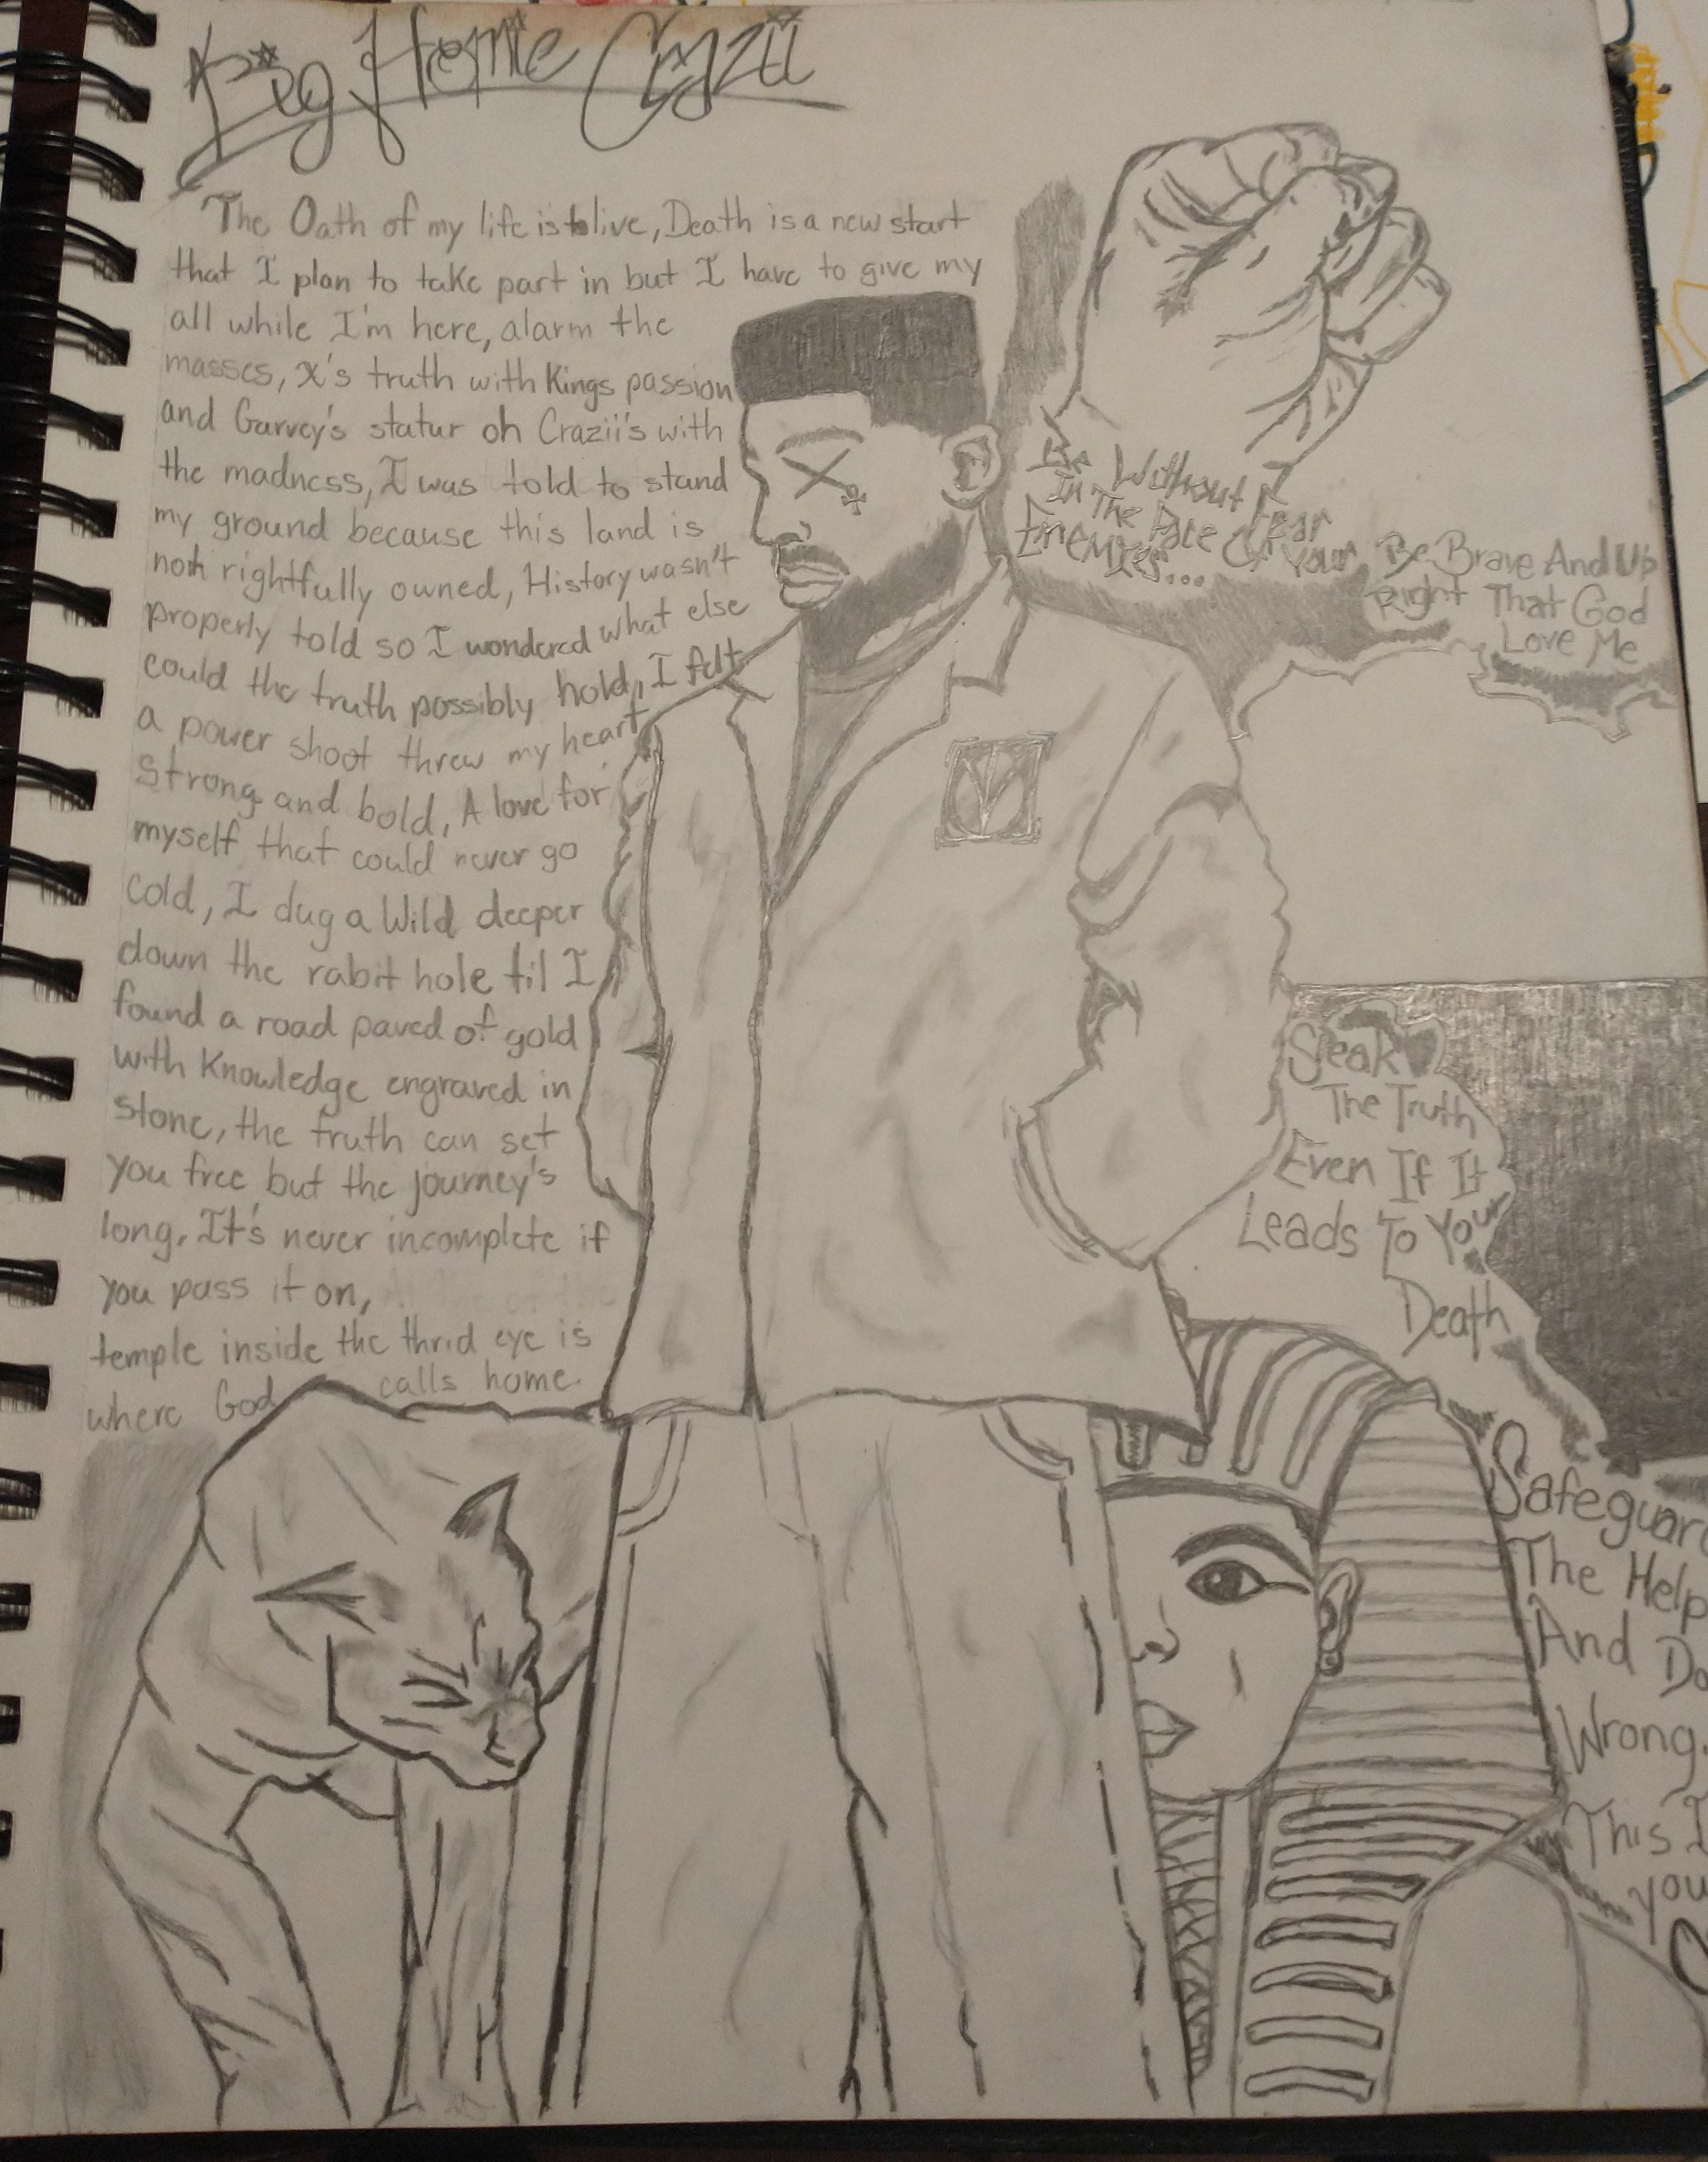 Big Homie Crazii
The Oath of my life is to live, Death is a new start
that I plan to take part in but I have to give my
all while I'm here, alarm the
masses, X's truth with Kings passion
and Garvey's statur oh Crazii's with
the madness, I was told to stand
my ground because this land is
not rightfully owned, History wasn't
properly told so I wondered what else
could the truth possibly hold, I felt
a power shoot threw my heart
strong and bold, A love for
myself that could never go
cold, I dug a Wild deeper
down the rabit hole til I
found a road paved of gold
with Knowledge engraved in
stone, the truth can set
you free but the journey's
long. It's never incomplete if
you pass it on,
temple inside the thrid eye is
where God calls home.
Be Without Fear
In The Face Of Your
Enemies...
Be Brave And Up
Right That God
Love Me
Speak
The Truth
Even If It
Leads To Your
Death
Safeguard
The Help
And Do
Wrong.
This I
you